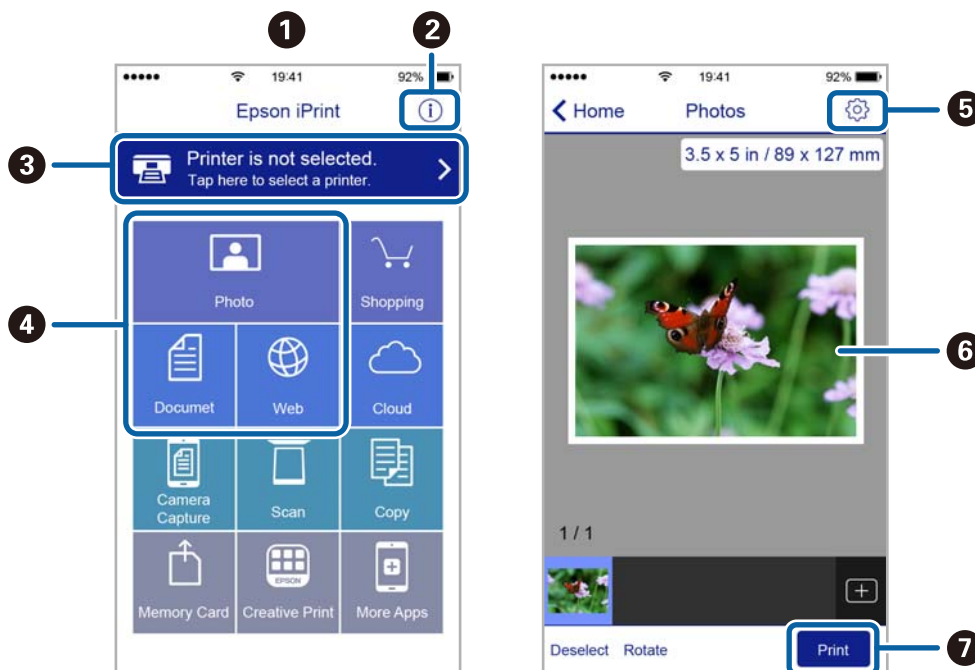 1
2
19:41
92%
Epson iPrint
i
3
Printer is not selected.
Tap here to select a printer.
4
Photo
Shopping
Documet
Web
Cloud
Camera
Capture
Scan
Copy
EPSON
Memory Card
Creative Print
More Apps
19:41
92%
Home
Photos
5
3.5 x 5 in / 89 x 127 mm
6
1 / 1
Deselect
Rotate
Print
7